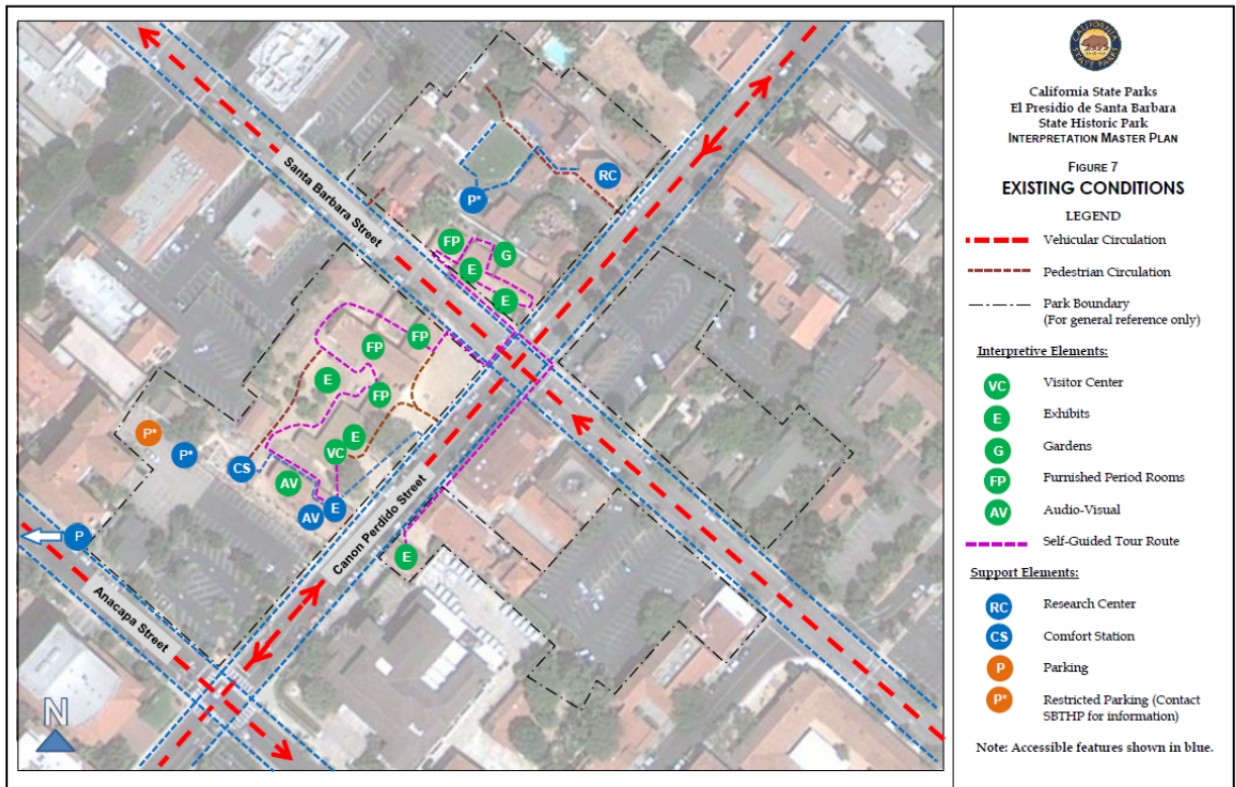 Santa Barbara Street
RC
P*
FP
G
E
E
FP
FP
E
FP
E
VC
P*
P*
CS
AV
E
AV
P
E
Canon Perdido Street
Anacapa Street
N
CALIFORNIA
STATE PARKS
California State Parks
El Presidio de Santa Barbara
State Historic Park
INTERPRETATION MASTER PLAN
FIGURE 7
EXISTING CONDITIONS
LEGEND
Vehicular Circulation
Pedestrian Circulation
Park Boundary
(For general reference only)
Interpretive Elements:
VC Visitor Center
E Exhibits
G Gardens
FP Furnished Period Rooms
AV Audio-Visual
Self-Guided Tour Route
Support Elements:
RC Research Center
CS Comfort Station
P Parking
P* Restricted Parking (Contact
SBTHP for information)
Note: Accessible features shown in blue.